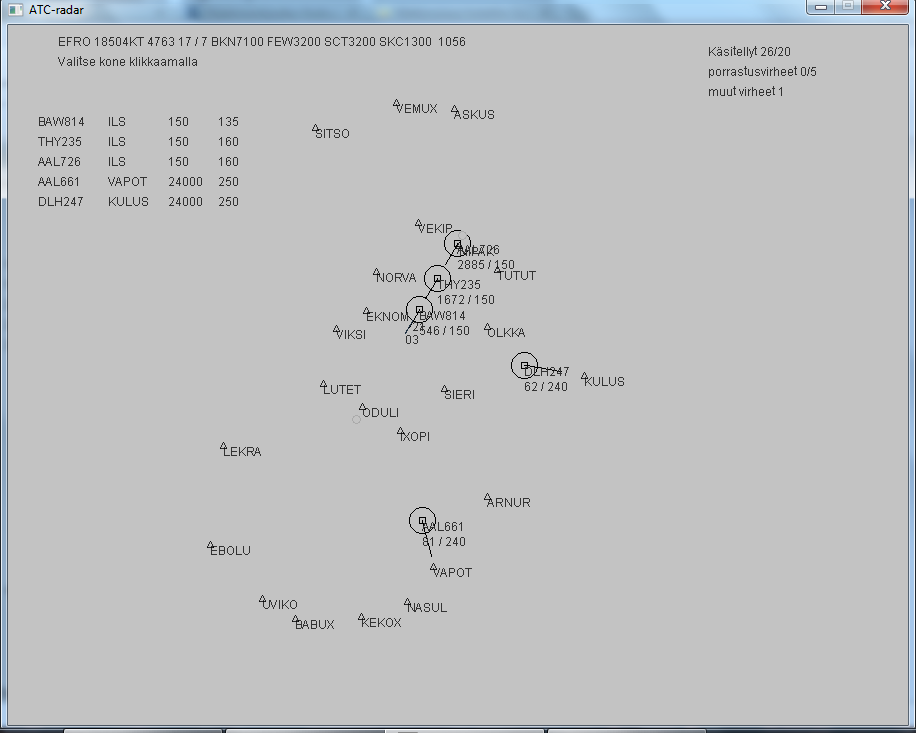 ATC-radar
EFRO 18504KT 4763 17 / 7 BKN7100 FEW3200 SCT3200 SKC1300 1056
Valitse kone klikkaamalla
Käsitellyt 26/20
porrastusvirheet 0/5
muut virheet 1
BAW814 ILS 150 135
THY235 ILS 150 160
AAL726 ILS 150 160
AAL661 VAPOT 24000 250
DLH247 KULUS 24000 250
VEMUX
ASKUS
SITSO
VEKIP
AAL726
2885 / 150
NORVA
TUTUT
THY235
1672 / 150
EKNOM
BAW814
546 / 150
VIKSI
21
03
OLKKA
DLH247
62 / 240
KULUS
LUTET
SIERI
ODULI
IXOPI
LEKRA
ARNUR
AAL661
81 / 240
EBOLU
VAPOT
UVIKO
NASUL
BABUX
KEKOX